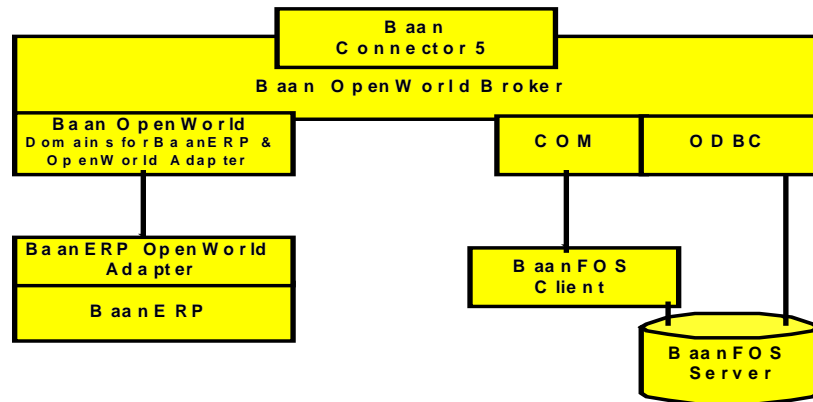 Baan
Connector 5
Baan OpenWorld Broker
Baan OpenWorld
Domains for BaanERP &
OpenWorld Adapter
COM
ODBC
BaanERP OpenWorld
Adapter
BaanERP
BaanFOS
Client
BaanFOS
Server